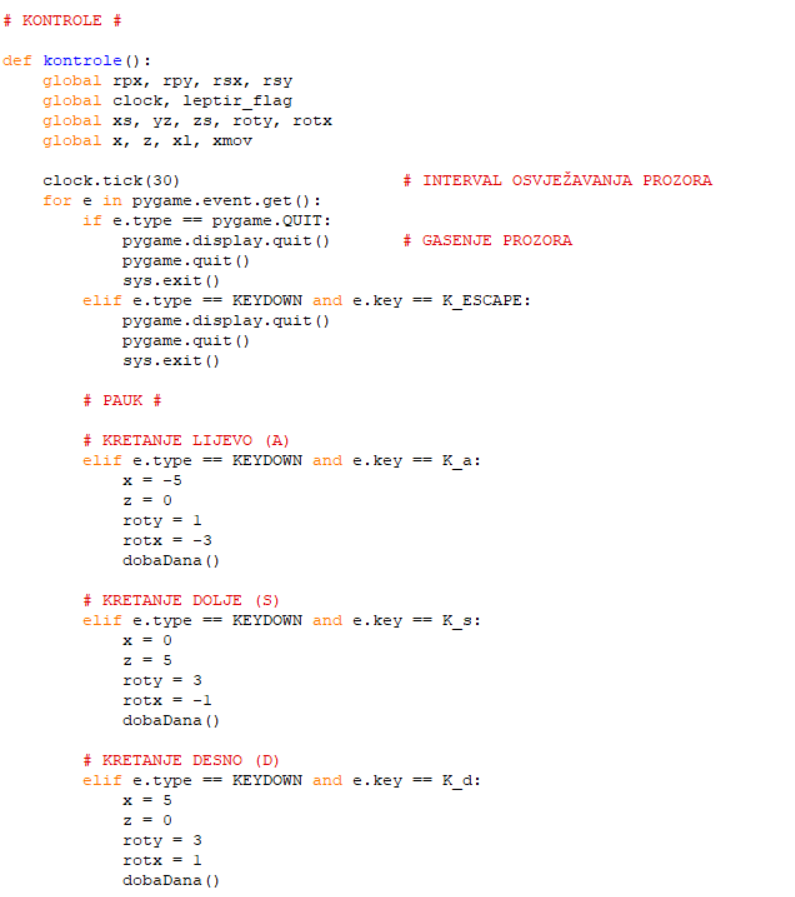 # KONTROLE #
def kontrole():
    global rpx, rpy, rsx, rsy
    global clock, leptir_flag
    global xs, yz, zs, roty, rotx
    global x, z, xl, xmov
    clock.tick(30)                      # INTERVAL OSVJEŽAVANJA PROZORA
    for e in pygame.event.get():
        if e.type == pygame.QUIT:
            pygame.display.quit()       # GASENJE PROZORA
            pygame.quit()
            sys.exit()
        elif e.type == KEYDOWN and e.key == K_ESCAPE:
            pygame.display.quit()
            pygame.quit()
            sys.exit()
        # PAUK #
        # KRETANJE LIJEVO (A)
        elif e.type == KEYDOWN and e.key == K_a:
            x = -5
            z = 0
            roty = 1
            rotx = -3
            dobaDana()
        # KRETANJE DOLJE (S)
        elif e.type == KEYDOWN and e.key == K_s:
            x = 0
            z = 5
            roty = 3
            rotx = -1
            dobaDana()
        # KRETANJE DESNO (D)
        elif e.type == KEYDOWN and e.key == K_d:
            x = 5
            z = 0
            roty = 3
            rotx = 1
            dobaDana()